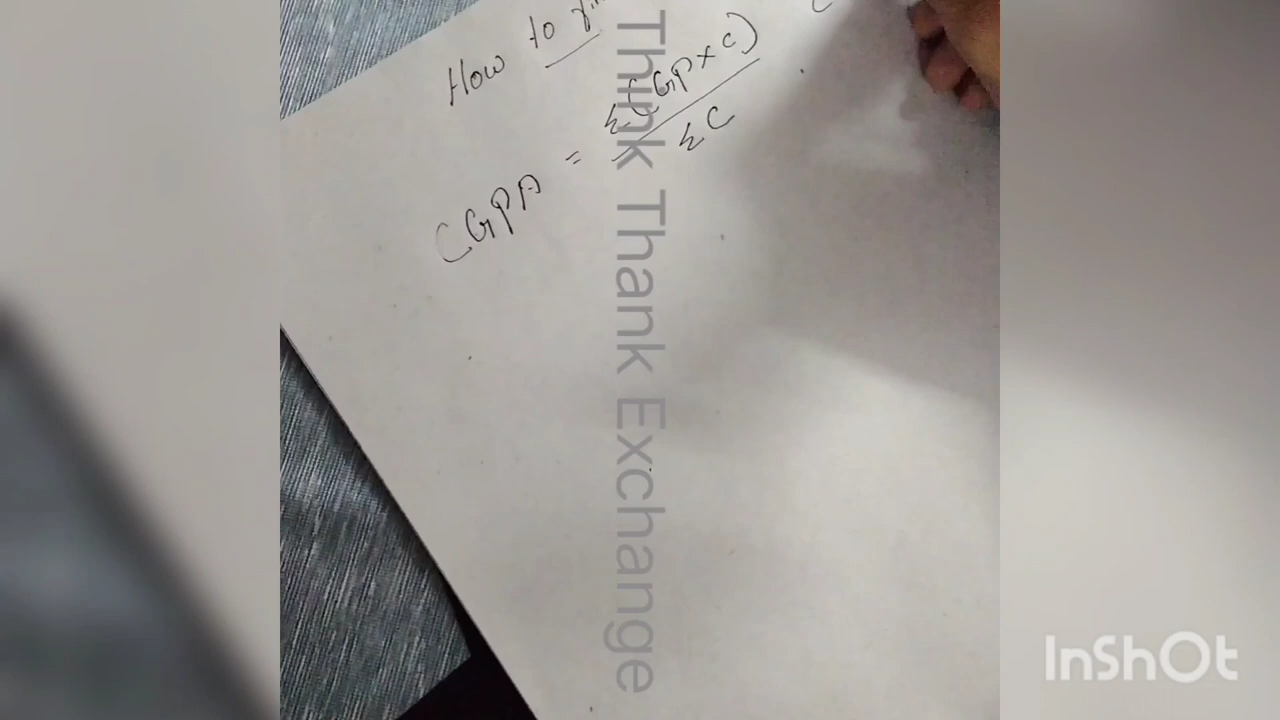 How to
CGPA = Σ(GP×C)
ΣC
Think Thank Exchange
InShOt